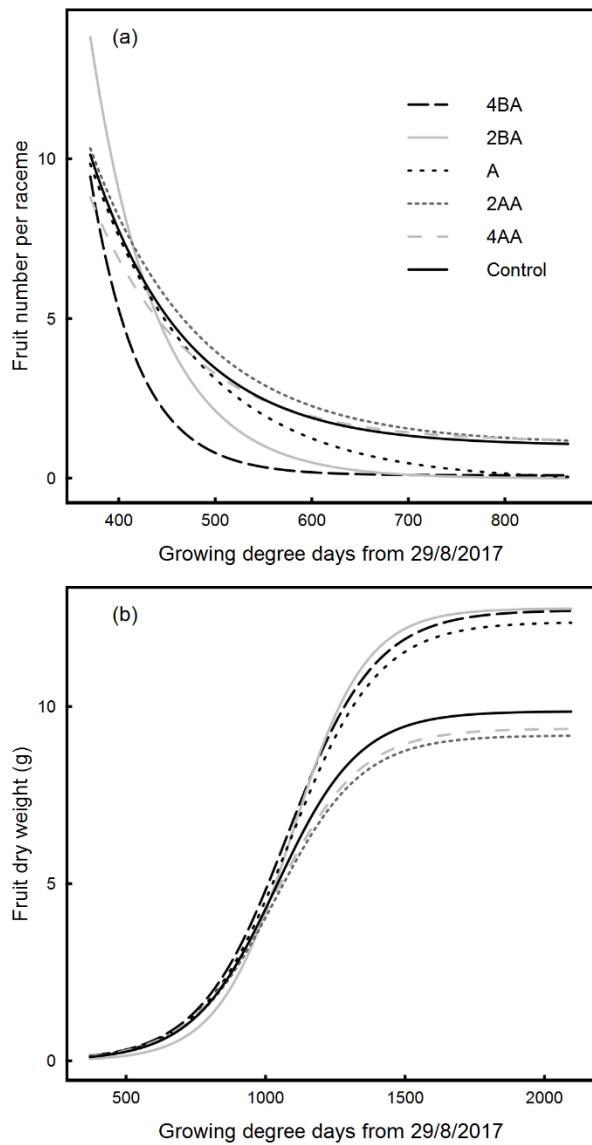 (a)
4BA
2BA
A
2AA
4AA
Control
10
5
0
Fruit number per raceme
400 500 600 700 800
Growing degree days from 29/8/2017
(b)
10
5
0
Fruit dry weight (g)
500 1000 1500 2000
Growing degree days from 29/8/2017